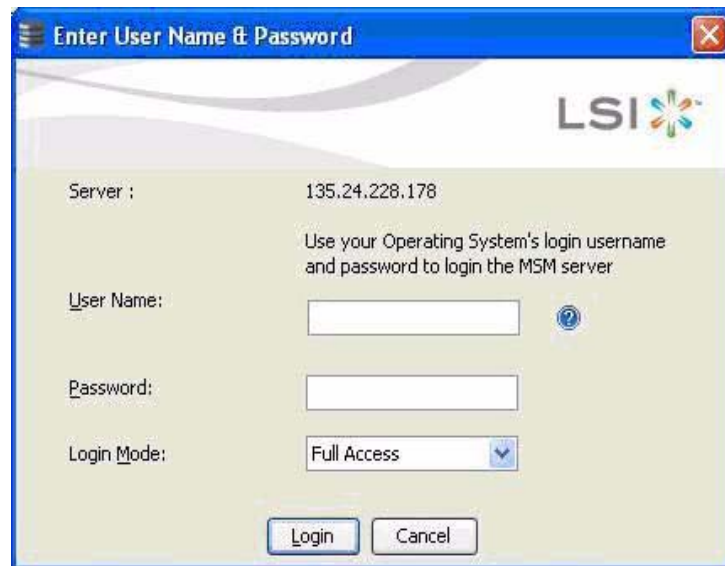 Enter User Name & Password
LSI
Server : 135.24.228.178
Use your Operating System's login username
and password to login the MSM server
User Name:
Password:
Login Mode: Full Access
Login Cancel